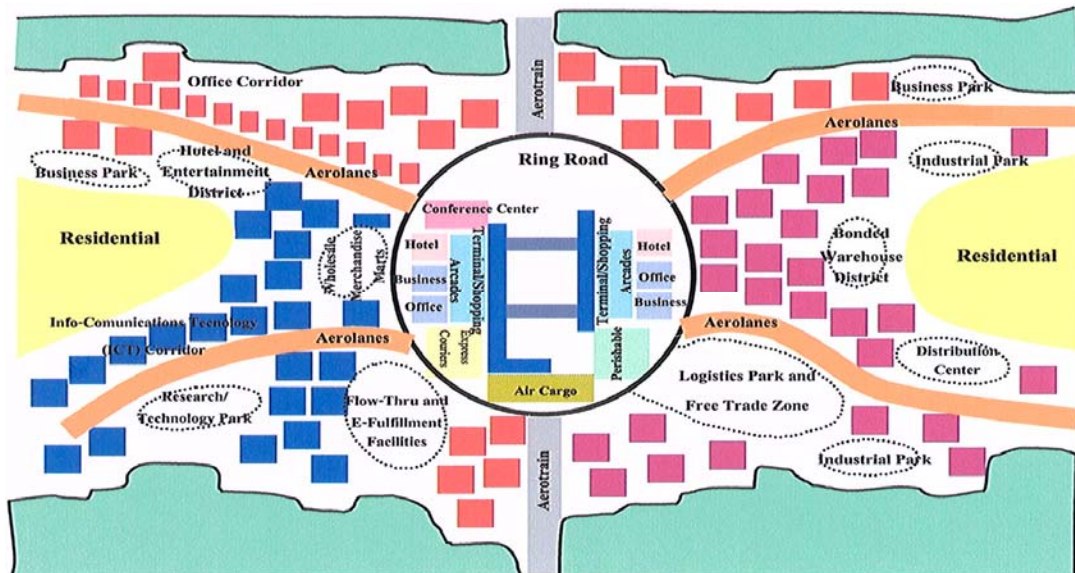 Office Corridor
Aerotrain
Business Park
Aerolanes
Hotel and
Entertainment
District
Business Park
Aerolanes
Ring Road
Industrial Park
Conference Center
Residential
Wholesale
Merchandise
Marts
Hotel
Business
Office
Arcades
Terminal/Shopping
Terminal/Shopping
Arcades
Hotel
Office
Business
Bonded
Warehouse
District
Residential
Info-Comunications Tecnology
(ICT) Corridor
Aerolanes
Express
Couriers
Perishable
Aerolanes
Air Cargo
Distribution
Center
Research/
Technology Park
Flow-Thru and
E-Fulfillment
Faellities
Logistics Park and
Free Trade Zone
Industrial Park
Aerotrain